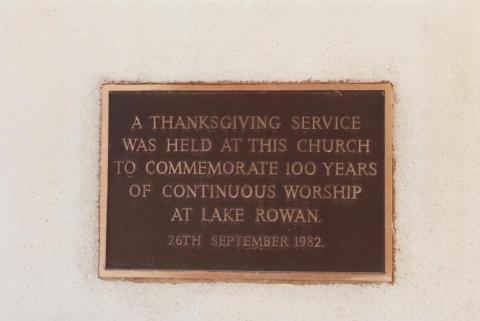 A THANKSGIVING SERVICE
WAS HELD AT THIS CHURCH
TO COMMEMORATE 100 YEARS
OF CONTINUOUS WORSHIP
AT LAKE ROWAN.
26TH SEPTEMBER 1982.